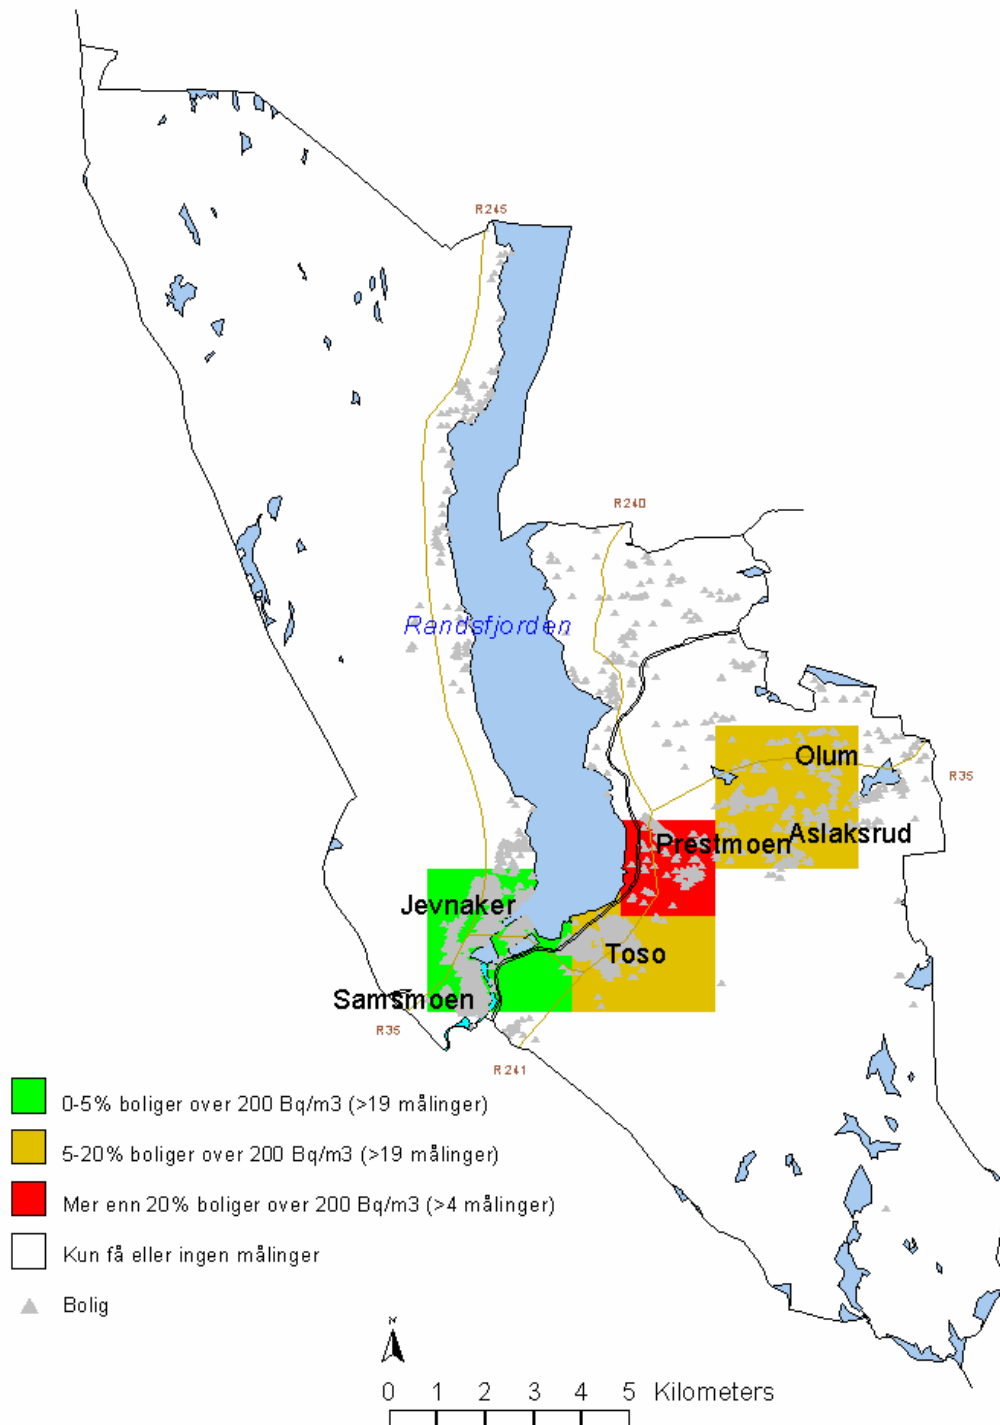 R245
R240
Randsfjorden
Olum
R35
Aslaksrud
Prestmoen
Jevnaker
Toso
Samsmoen
R35
R241
0-5% boliger over 200 Bq/m3 (>19 målinger)
5-20% boliger over 200 Bq/m3 (>19 målinger)
Mer enn 20% boliger over 200 Bq/m3 (>4 målinger)
Kun få eller ingen målinger
Bolig
N
0 1 2 3 4 5 Kilometers